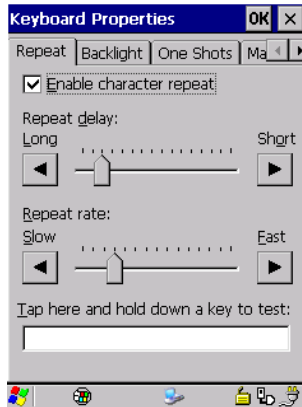 Keyboard Properties OK ×
Repeat Backlight One Shots Ma
Enable character repeat
Repeat delay:
Long Short
Repeat rate:
Slow Fast
Tap here and hold down a key to test: